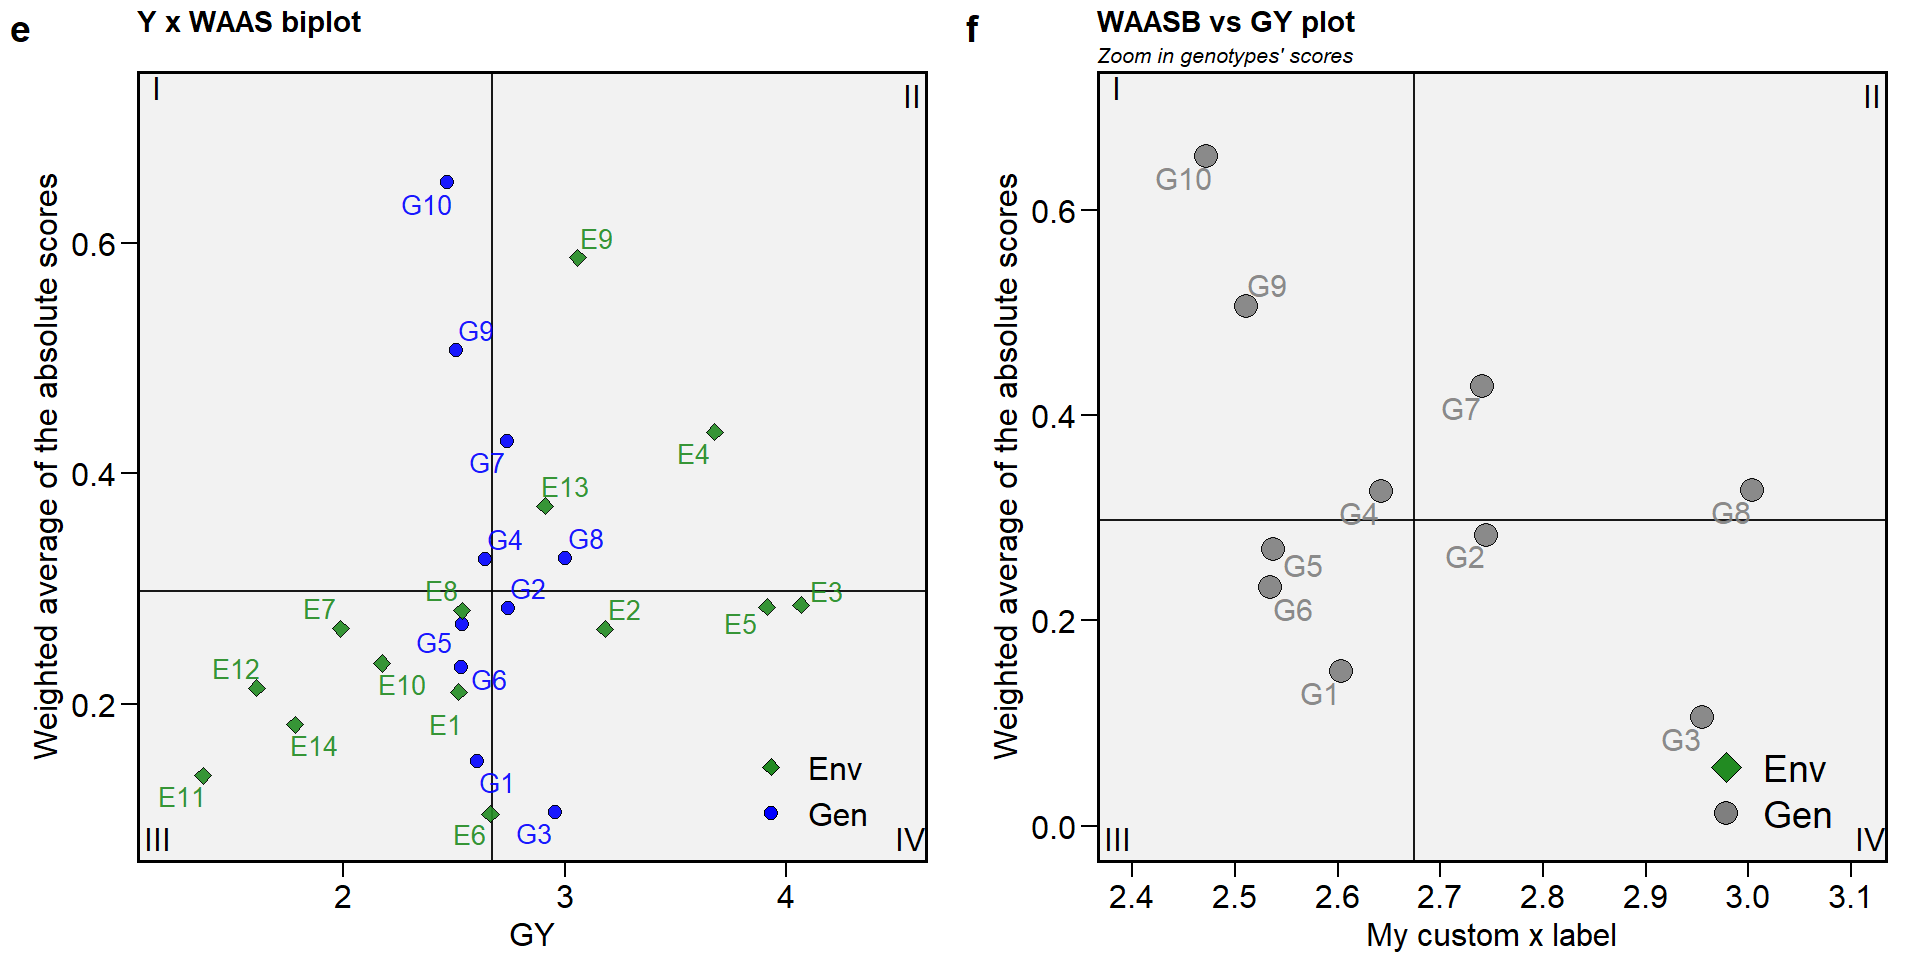 e
Y x WAAS biplot
I
II
G10
E9
0.6
G9
E4
G7
0.4
E13
G4
G8
E8
G2
E3
E7
E2
E5
G5
E12
G6
E10
0.2
E1
E14
G1
E11
E6
G3
Env
Gen
III
IV
2
3
4
GY
Weighted average of the absolute scores
f
WAASB vs GY plot
Zoom in genotypes' scores
I
II
G10
0.6
G9
G7
0.4
G4
G8
G2
G5
G6
0.2
G1
G3
Env
Gen
0.0
III
IV
2.4
2.5
2.6
2.7
2.8
2.9
3.0
3.1
My custom x label
Weighted average of the absolute scores